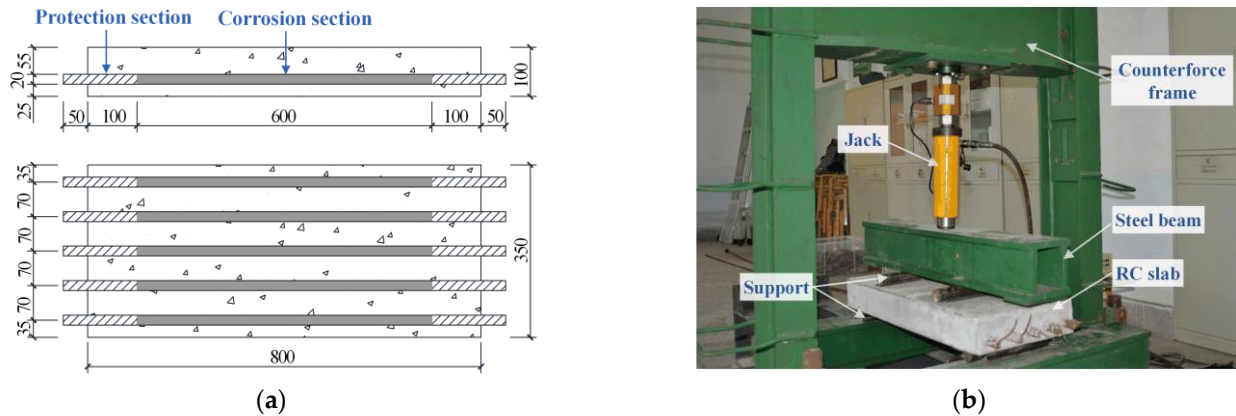 Protection section
Corrosion section
55
20
25
100
50
100
600
100
50
35
70
70
70
70
35
350
800
(a)
Counterforce
frame
Jack
Steel beam
RC slab
Support
(b)